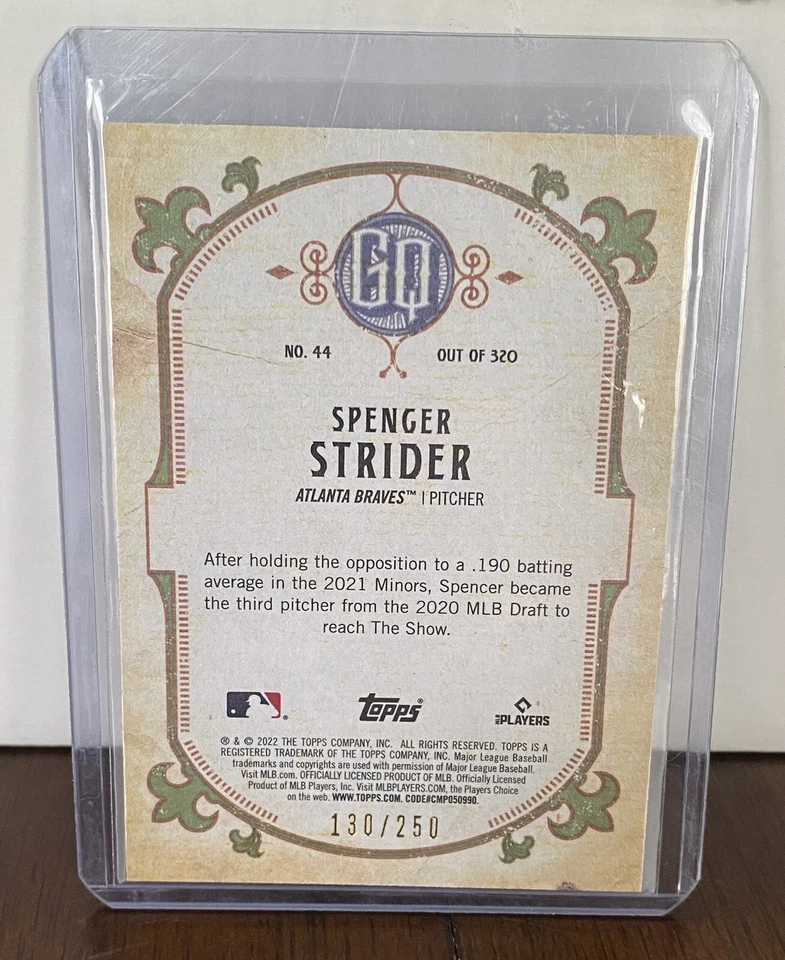 GQ
NO. 44 OUT OF 320
SPENCER
STRIDER
ATLANTA BRAVES™ | PITCHER
After holding the opposition to a .190 batting
average in the 2021 Minors, Spencer became
the third pitcher from the 2020 MLB Draft to
reach The Show.
® Topps® MLB PLAYERS
® & © 2022 THE TOPPS COMPANY, INC. ALL RIGHTS RESERVED. TOPPS IS A
REGISTERED TRADEMARK OF THE TOPPS COMPANY, INC. Major League Baseball
trademarks and copyrights are used with permission of Major League Baseball.
Visit MLB.com. OFFICIALLY LICENSED PRODUCT OF MLB. Officially Licensed
Product of MLB Players, Inc. Visit MLBPLAYERS.COM, the Players Choice
on the web. WWW.TOPPS.COM. CODE#CMP050990.
130/250